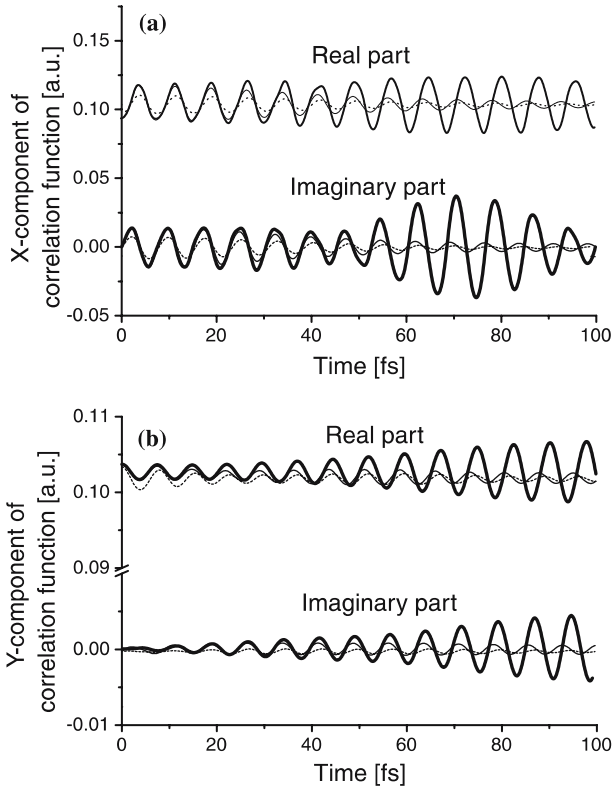 (a)
0.15
Real part
0.10
0.05
Imaginary part
0.00
-0.05
X-component of
correlation function [a.u.]
0 20 40 60 80 100
Time [fs]
(b)
0.11
Real part
0.10
0.09
Imaginary part
0.00
-0.01
Y-component of
correlation function [a.u.]
0 20 40 60 80 100
Time [fs]